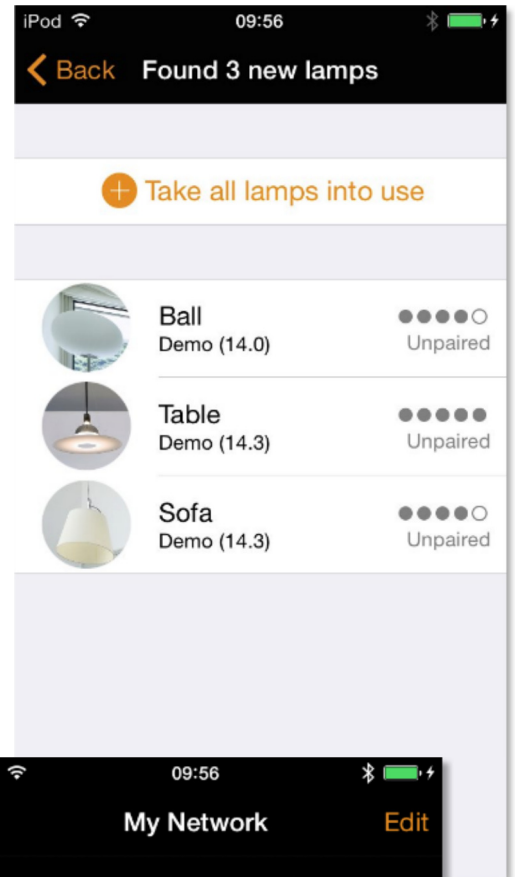 iPod 09:56
Back Found 3 new lamps
Take all lamps into use
Ball
Demo (14.0)
Unpaired
Table
Demo (14.3)
Unpaired
Sofa
Demo (14.3)
Unpaired
09:56
My Network Edit